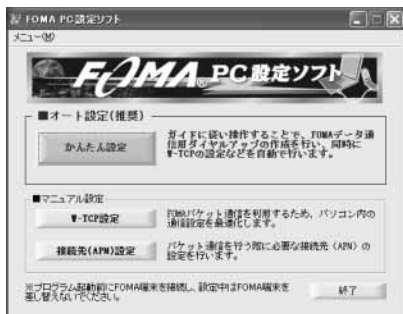 FOMA PC設定ソフト
メニュー(M)
FOMA PC設定ソフト
■オート設定(推奨)
かんたん設定
ガイドに従い操作することで、FOMAデータ通
信用ダイヤルアップの作成を行い、同時に
W-TCPの設定などを自動で行います。
■マニュアル設定
W-TCP設定
FOMAパケット通信を利用するため、パソコン内の
通信設定を最適化します。
接続先(APN)設定
パケット通信を行う際に必要な接続先(APN)の
設定を行います。
※プログラム起動前にFOMA端末を接続し、設定中はFOMA端末を
差し替えないでください。
終了